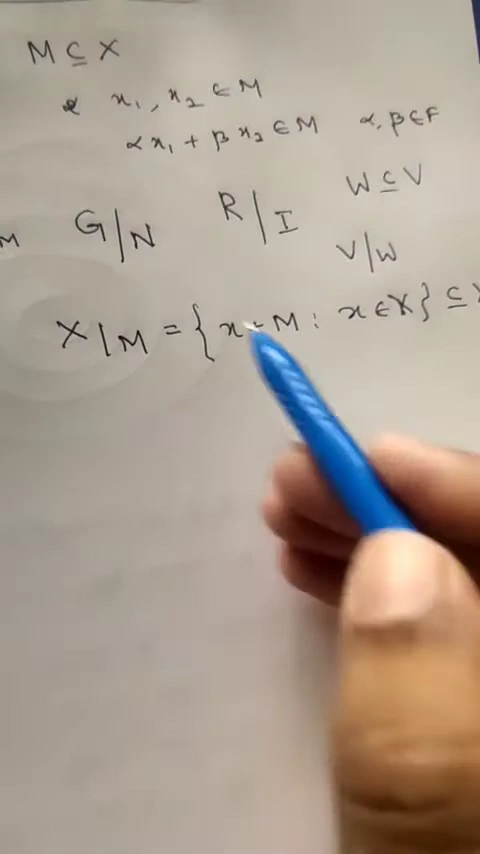 M ⊆ X
& x₁, x₂ ∈ M
αx₁ + βx₂ ∈ M α, β ∈ F
M G/N R/I W ⊆ V
V/W
X/M = { x + M : x ∈ X } ⊆